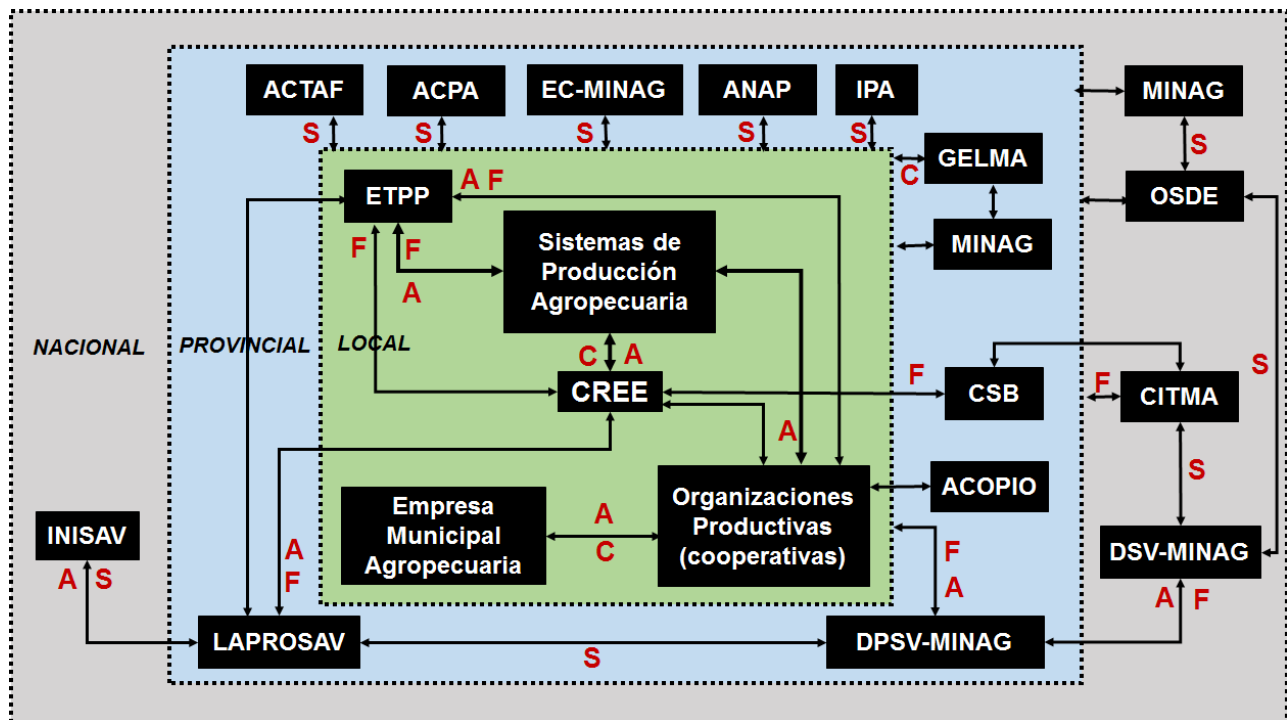 ACTAF
ACPA
EC-MINAG
ANAP
IPA
MINAG
S
S
S
S
S
S
GELMA
C
ETPP
A F
OSDE
MINAG
F
F
A
Sistemas de
Producción
Agropecuaria
NACIONAL
PROVINCIAL
LOCAL
C
A
S
CREE
F
CSB
F
CITMA
A
S
Organizaciones
Productivas
(cooperativas)
ACOPIO
Empresa
Municipal
Agropecuaria
A
C
INISAV
A
S
A
F
F
A
DSV-MINAG
A
F
LAPROSAV
S
DPSV-MINAG